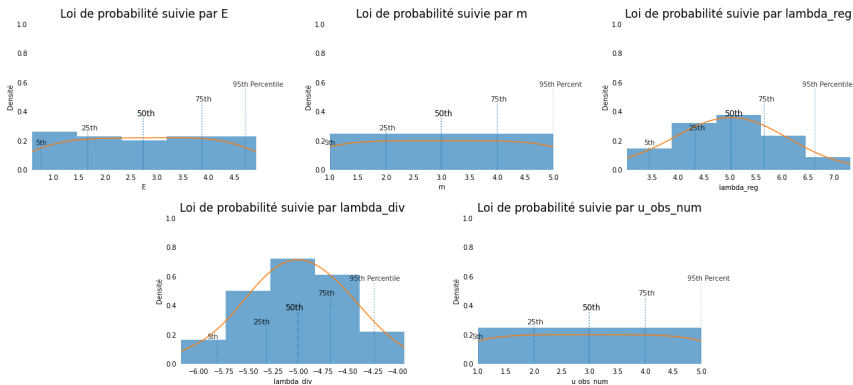 Loi de probabilité suivie par E
1.0
0.8
0.6
0.4
0.2
0.0
Densité
5th
25th
50th
75th
95th Percentile
1.0 1.5 2.0 2.5 3.0 3.5 4.0 4.5
E
Loi de probabilité suivie par m
1.0
0.8
0.6
0.4
0.2
0.0
Densité
5th
25th
50th
75th
95th Percent
1.0 1.5 2.0 2.5 3.0 3.5 4.0 4.5 5.0
m
Loi de probabilité suivie par lambda_reg
1.0
0.8
0.6
0.4
0.2
0.0
Densité
5th
25th
50th
75th
95th Percentile
3.5 4.0 4.5 5.0 5.5 6.0 6.5 7.0
lambda_reg
Loi de probabilité suivie par lambda_div
1.0
0.8
0.6
0.4
0.2
0.0
Densité
5th
25th
50th
75th
95th Percentile
−6.00 −5.75 −5.50 −5.25 −5.00 −4.75 −4.50 −4.25 −4.00
lambda_div
Loi de probabilité suivie par u_obs_num
1.0
0.8
0.6
0.4
0.2
0.0
Densité
5th
25th
50th
75th
95th Percent
1.0 1.5 2.0 2.5 3.0 3.5 4.0 4.5 5.0
u_obs_num